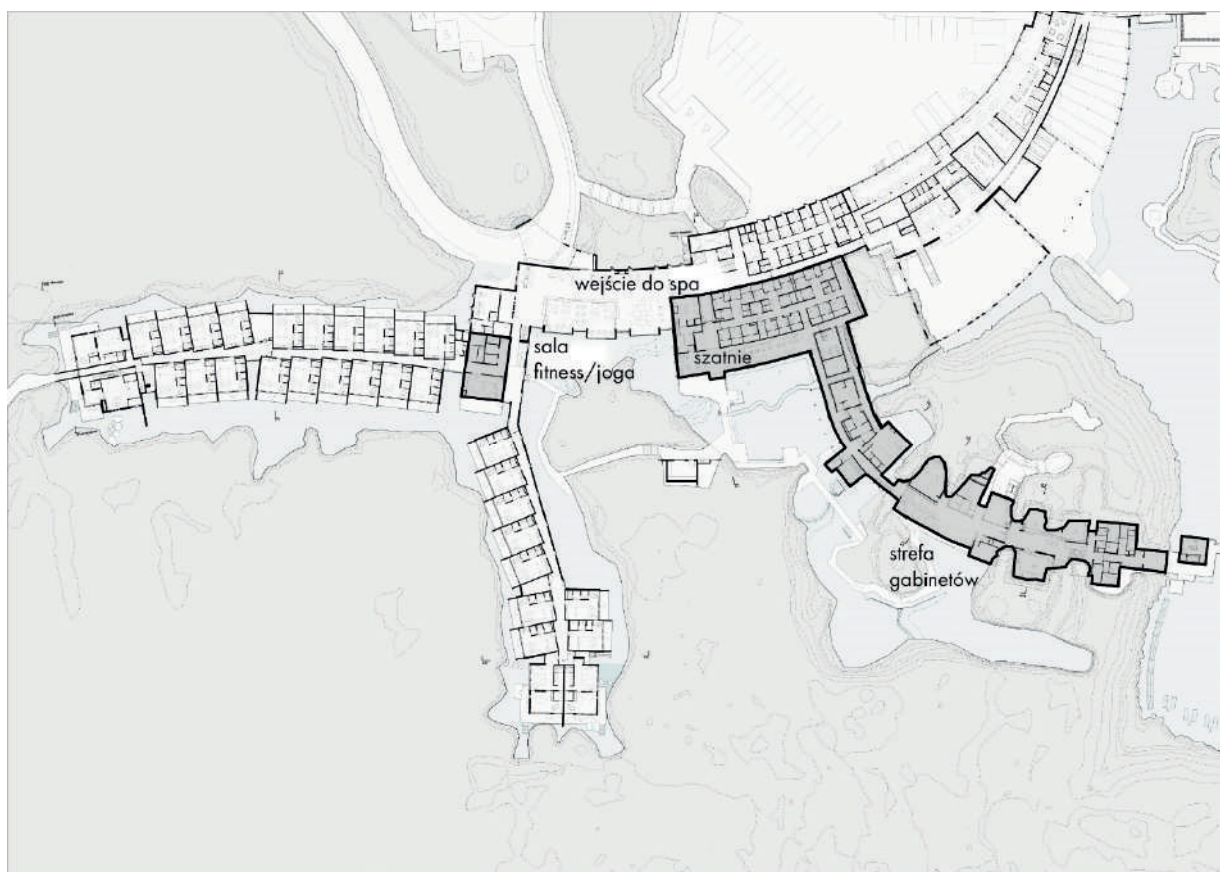 wejście do spa
sala
fitness/joga
szatnie
strefa
gabinetów